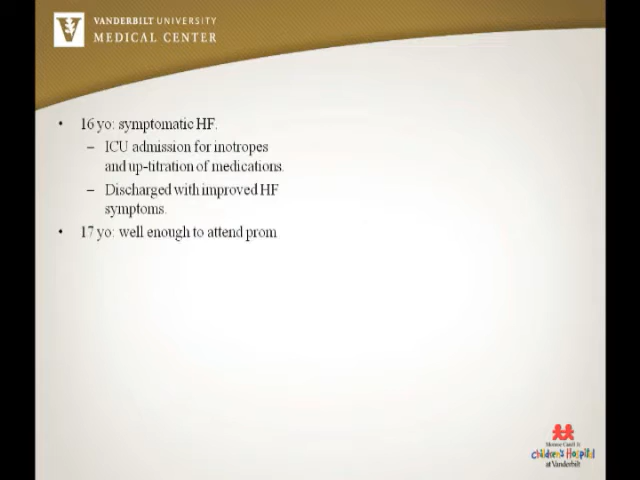 VANDERBILT UNIVERSITY
MEDICAL CENTER
• 16 yo: symptomatic HF.
– ICU admission for inotropes
and up-titration of medications.
– Discharged with improved HF
symptoms.
• 17 yo: well enough to attend prom
Monroe Carell Jr.
Children's Hospital
at Vanderbilt